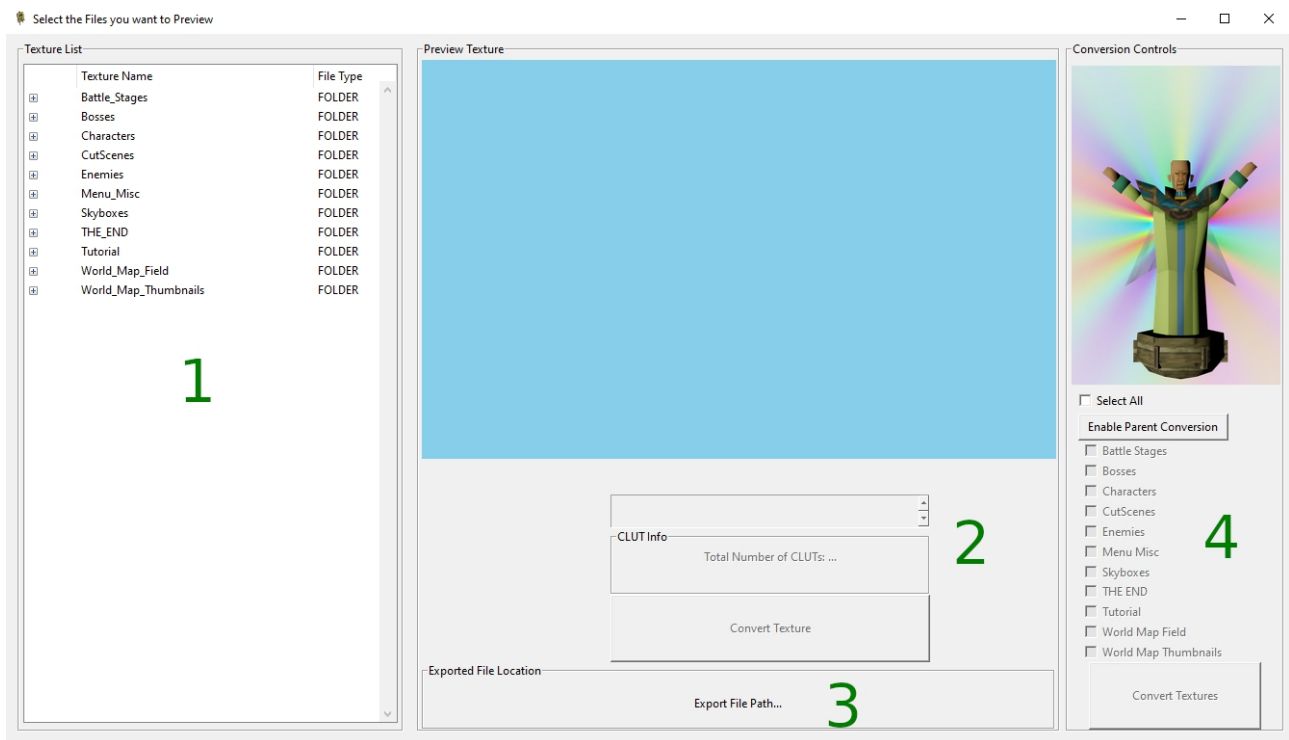 Select the Files you want to Preview
Texture List
Texture Name File Type
Battle_Stages FOLDER
Bosses FOLDER
Characters FOLDER
CutScenes FOLDER
Enemies FOLDER
Menu_Misc FOLDER
Skyboxes FOLDER
THE_END FOLDER
Tutorial FOLDER
World_Map_Field FOLDER
World_Map_Thumbnails FOLDER
1
Preview Texture
CLUT Info
Total Number of CLUTs: ...
2
Convert Texture
Exported File Location
Export File Path...
3
Conversion Controls
Select All
Enable Parent Conversion
Battle Stages
Bosses
Characters
CutScenes
Enemies
Menu Misc
Skyboxes
THE END
Tutorial
World Map Field
World Map Thumbnails
4
Convert Textures